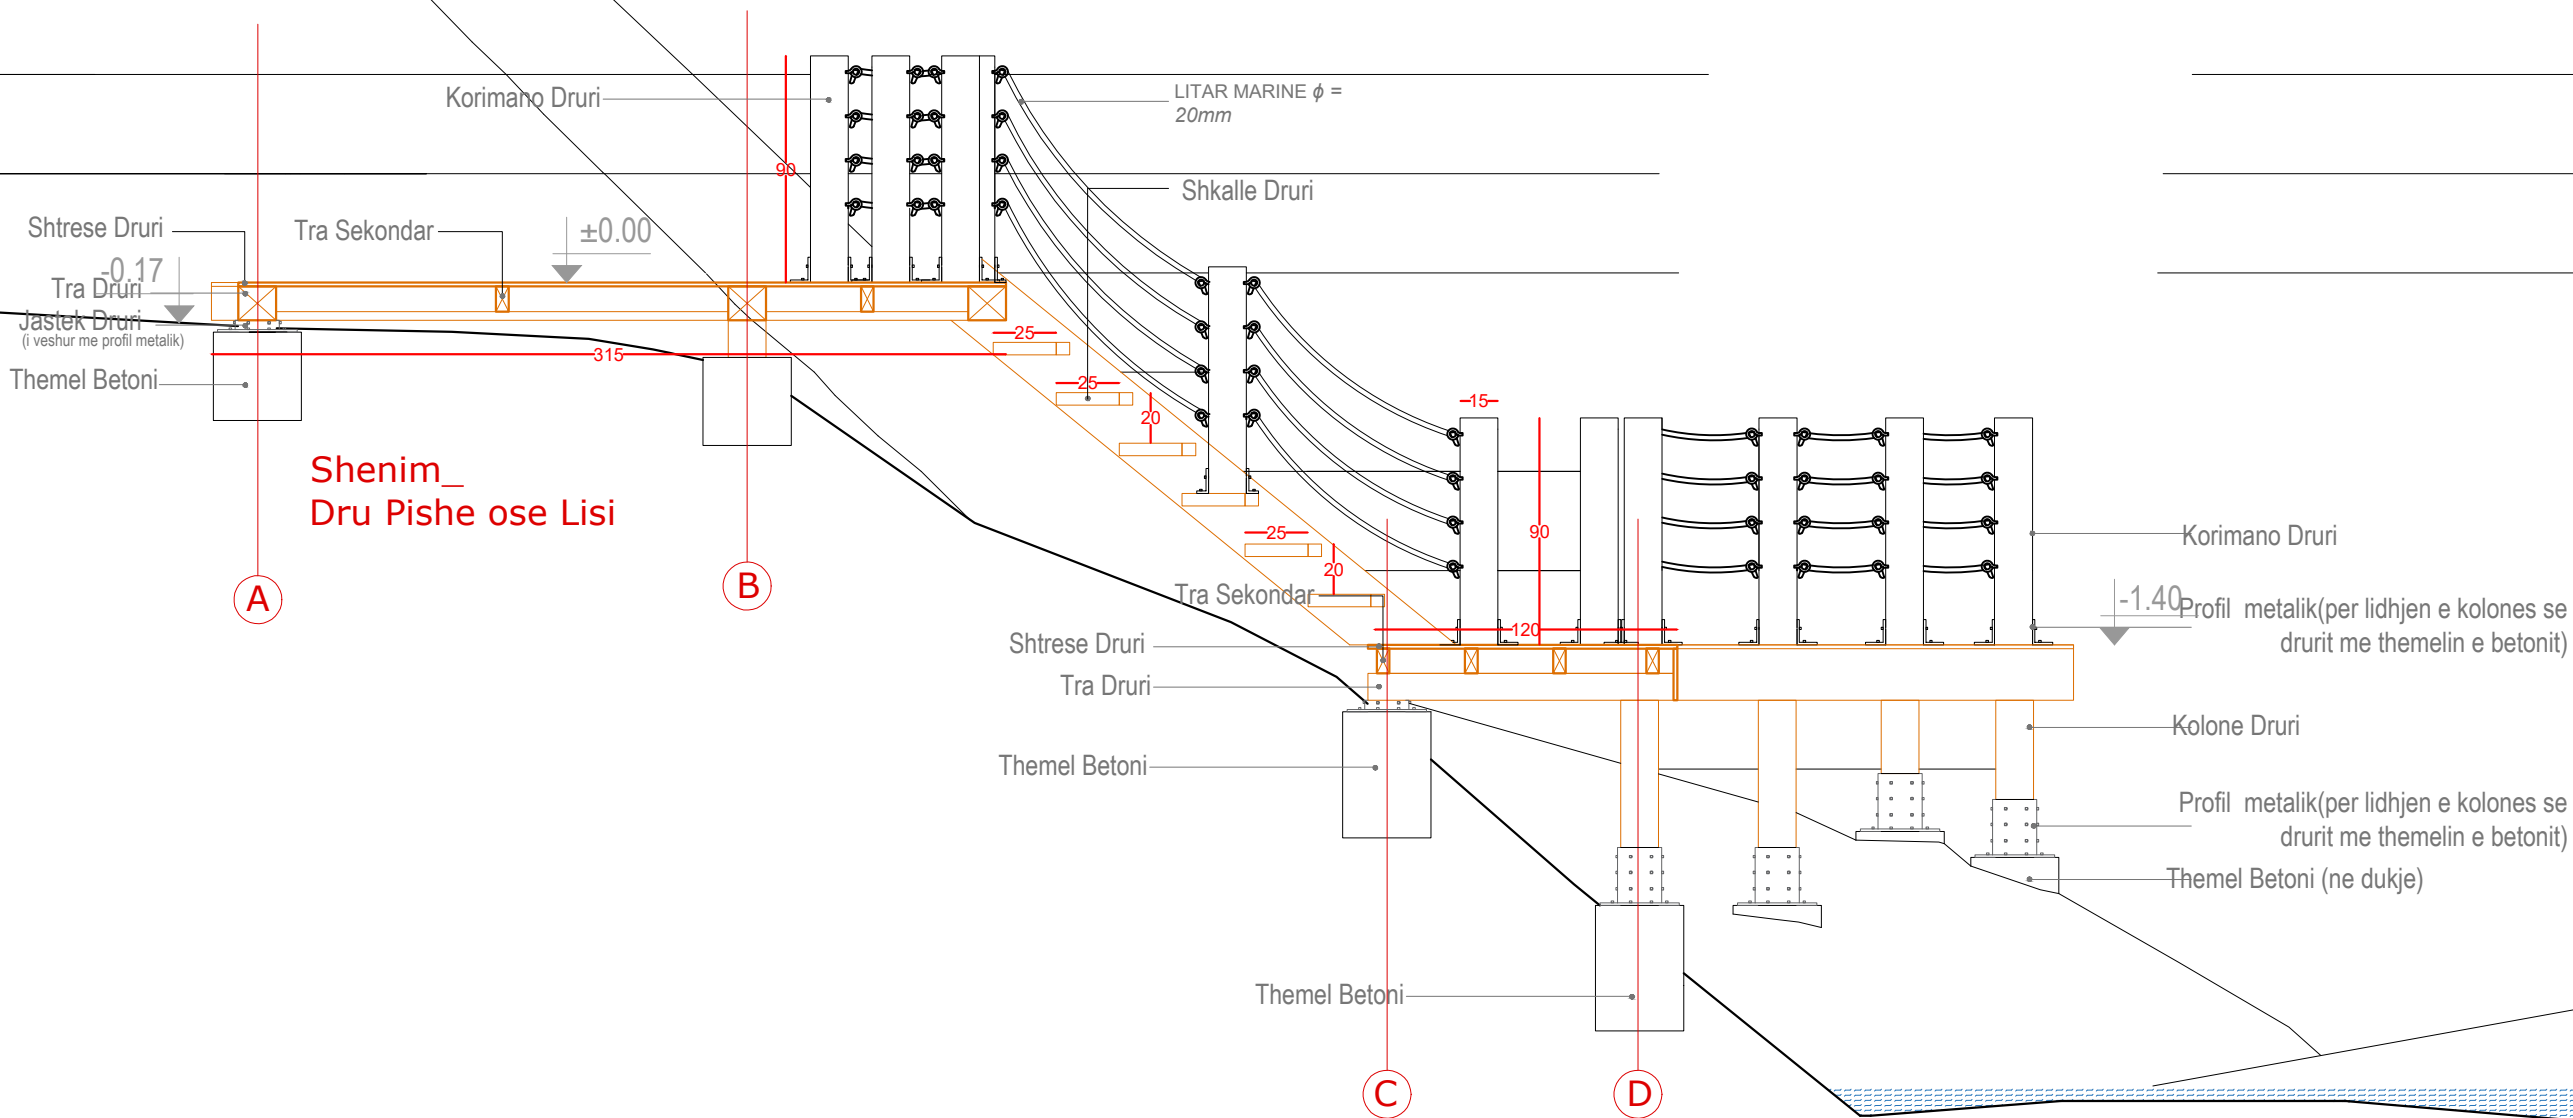 Korimano Druri
LITAR MARINE ϕ =
20mm
90
Shkalle Druri
Shtrese Druri
Tra Sekondar
±0.00
-0.17
Tra Druri
Jastek Druri
(i veshur me profil metalik)
Themel Betoni
315
25
25
20
15
Shenim_
Dru Pishe ose Lisi
25
20
90
Korimano Druri
A
B
Tra Sekondar
-1.40
Profil metalik(per lidhjen e kolones se
drurit me themelin e betonit)
120
Shtrese Druri
Tra Druri
Kolone Druri
Themel Betoni
Profil metalik(per lidhjen e kolones se
drurit me themelin e betonit)
Themel Betoni (ne dukje)
Themel Betoni
C
D